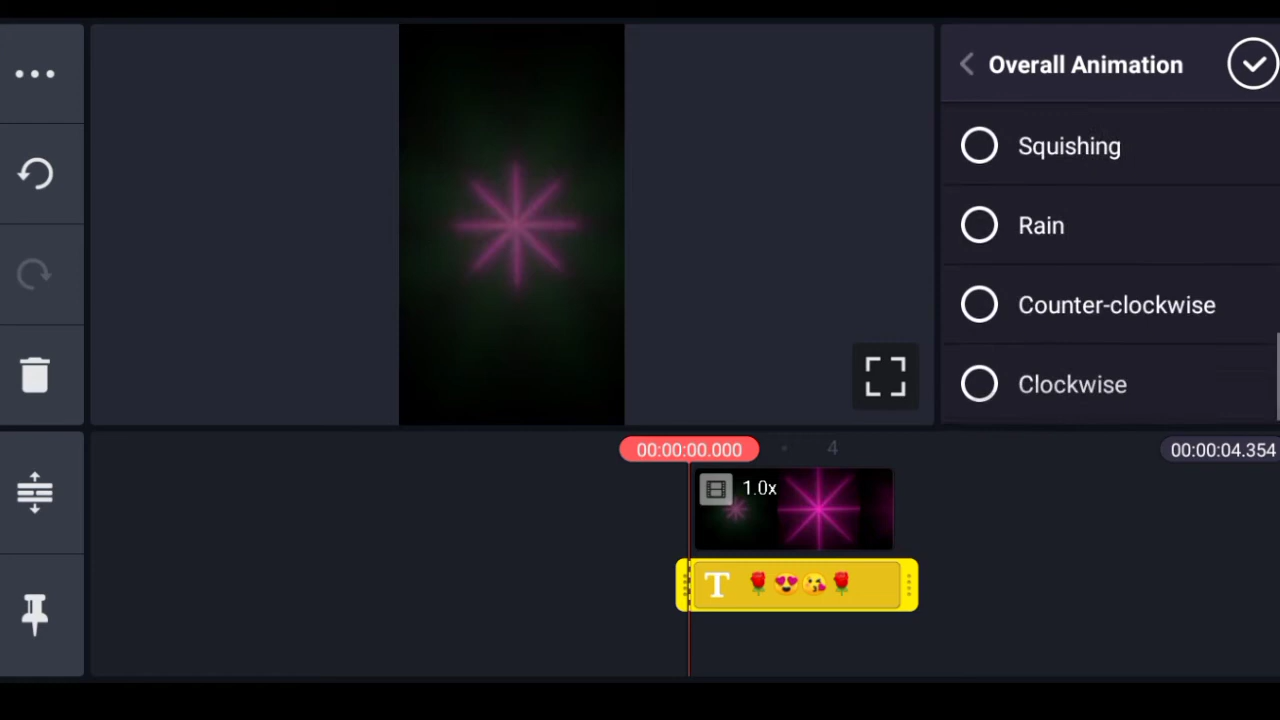 Overall Animation
Squishing
Rain
Counter-clockwise
Clockwise
00:00:00.000
4
00:00:04.354
1.0x
T 🌹😍😘🌹